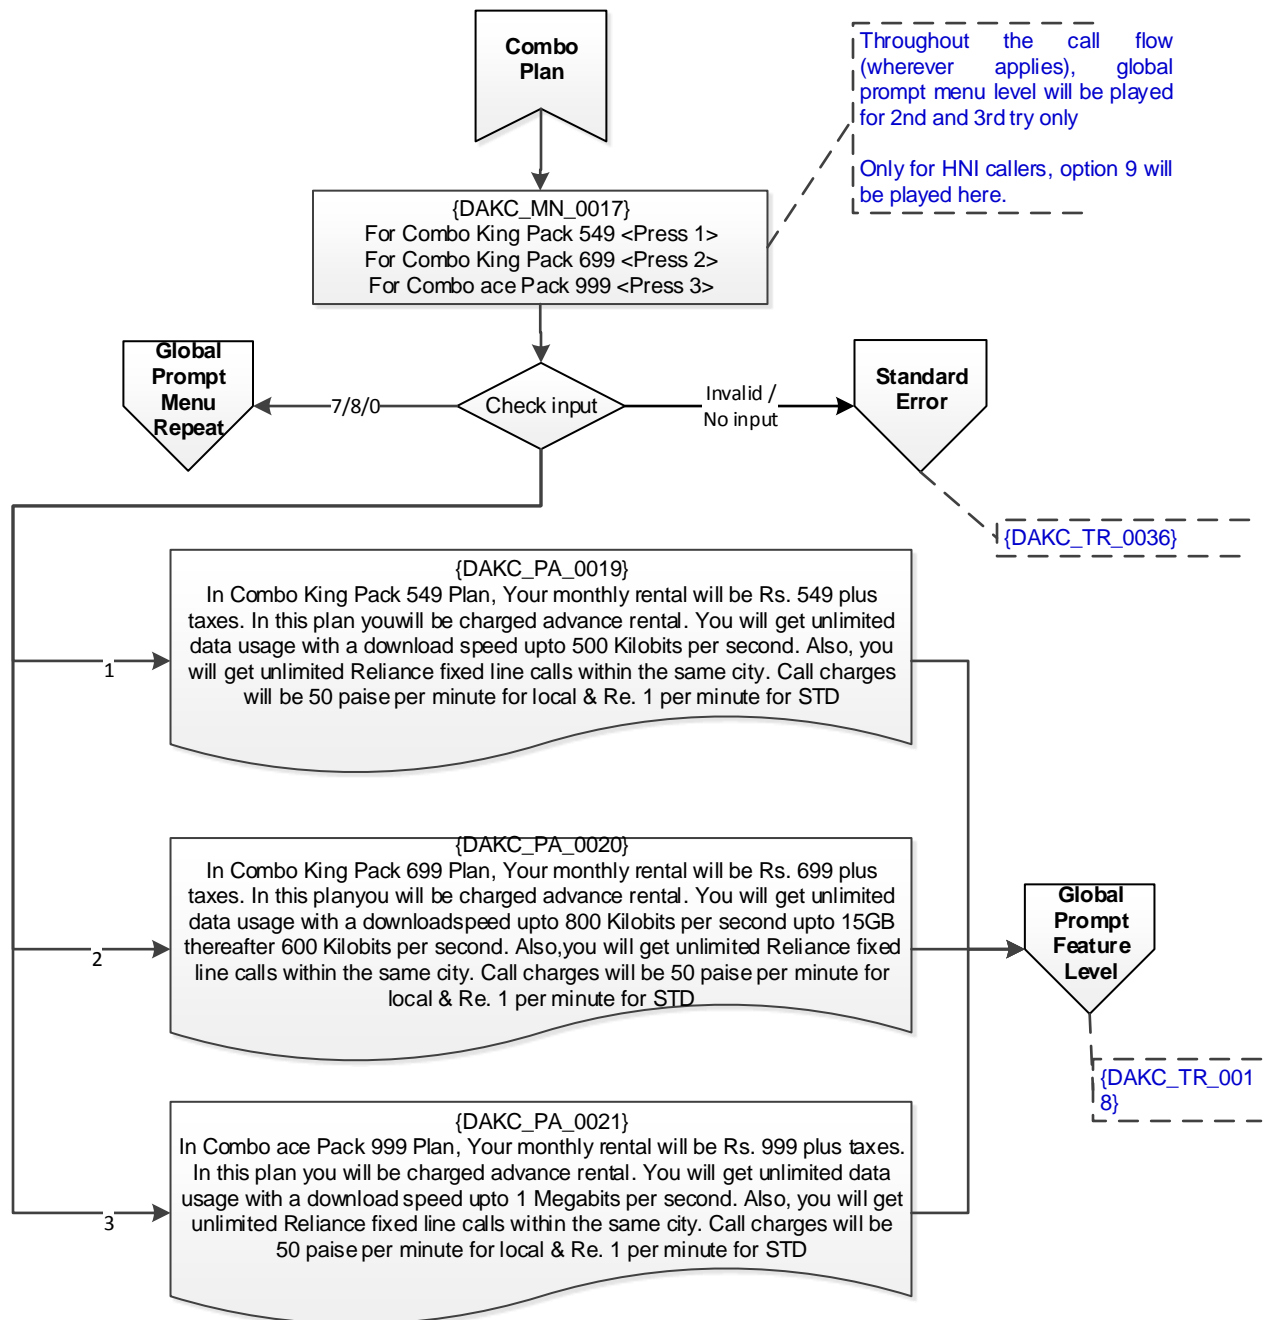 Combo
Plan
Throughout the call flow
(wherever applies), global
prompt menu level will be played
for 2nd and 3rd try only
Only for HNI callers, option 9 will
be played here.
{DAKC_MN_0017}
For Combo King Pack 549 <Press 1>
For Combo King Pack 699 <Press 2>
For Combo ace Pack 999 <Press 3>
Global
Prompt
Menu
Repeat
7/8/0
Check input
Invalid /
No input
Standard
Error
{DAKC_TR_0036}
{DAKC_PA_0019}
In Combo King Pack 549 Plan, Your monthly rental will be Rs. 549 plus
taxes. In this plan youwill be charged advance rental. You will get unlimited
data usage with a download speed upto 500 Kilobits per second. Also, you
will get unlimited Reliance fixed line calls within the same city. Call charges
will be 50 paise per minute for local & Re. 1 per minute for STD
1
{DAKC_PA_0020}
In Combo King Pack 699 Plan, Your monthly rental will be Rs. 699 plus
taxes. In this planyou will be charged advance rental. You will get unlimited
data usage with a downloadspeed upto 800 Kilobits per second upto 15GB
thereafter 600 Kilobits per second. Also,you will get unlimited Reliance fixed
line calls within the same city. Call charges will be 50 paise per minute for
local & Re. 1 per minute for STD
2
Global
Prompt
Feature
Level
{DAKC_TR_001
8}
{DAKC_PA_0021}
In Combo ace Pack 999 Plan, Your monthly rental will be Rs. 999 plus taxes.
In this plan you will be charged advance rental. You will get unlimited data
usage with a download speed upto 1 Megabits per second. Also, you will get
unlimited Reliance fixed line calls within the same city. Call charges will be
50 paise per minute for local & Re. 1 per minute for STD
3